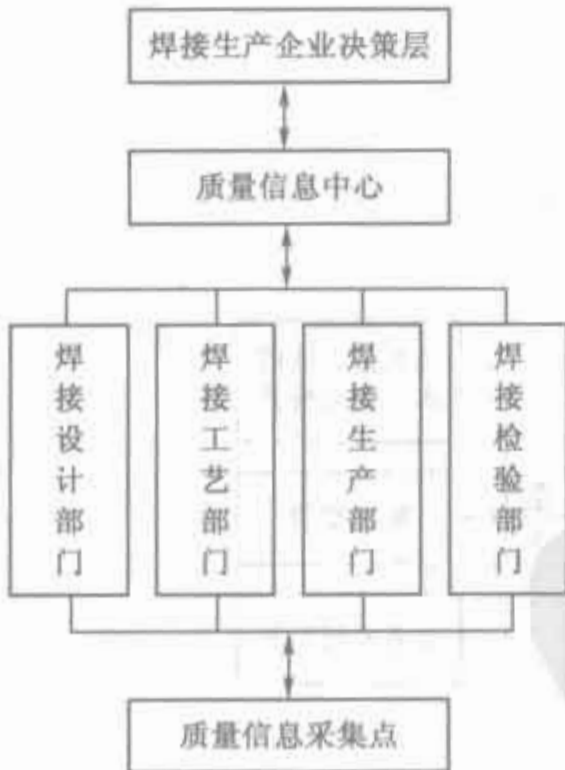 焊接生产企业决策层
质量信息中心
焊接设计部门
焊接工艺部门
焊接生产部门
焊接检验部门
质量信息采集点